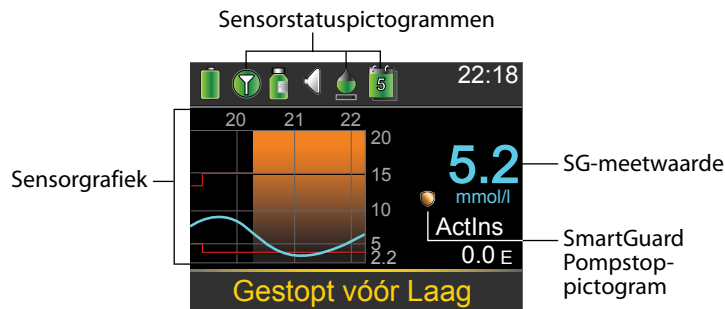 Sensorstatuspictogrammen
5
22:18
20 21 22
20
15
10
5
2.2
Sensorgrafiek
5.2
mmol/l
ActIns
0.0 E
SG-meetwaarde
SmartGuard
Pompstop-
pictogram
Gestopt vóór Laag